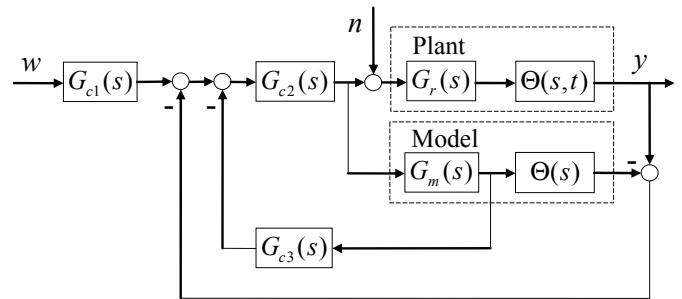 n
Plant
w
G_{c1}(s)
G_{c2}(s)
G_r(s)
Θ(s,t)
y
-
-
Model
-
G_m(s)
Θ(s)
G_{c3}(s)